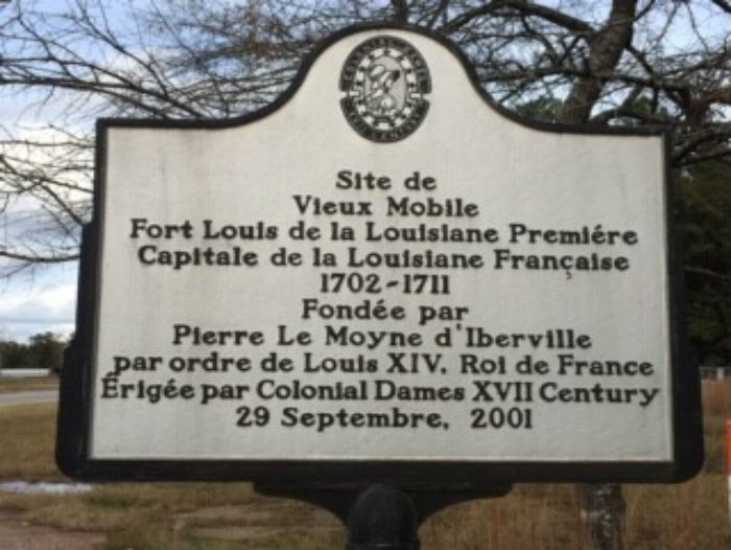 Site de
Vieux Mobile
Fort Louis de la Louisiane Premiére
Capitale de la Louisiane Française
1702-1711
Fondée par
Pierre Le Moyne d'Iberville
par ordre de Louis XIV. Roi de France
Érigée par Colonial Dames XVII Century
29 Septembre, 2001